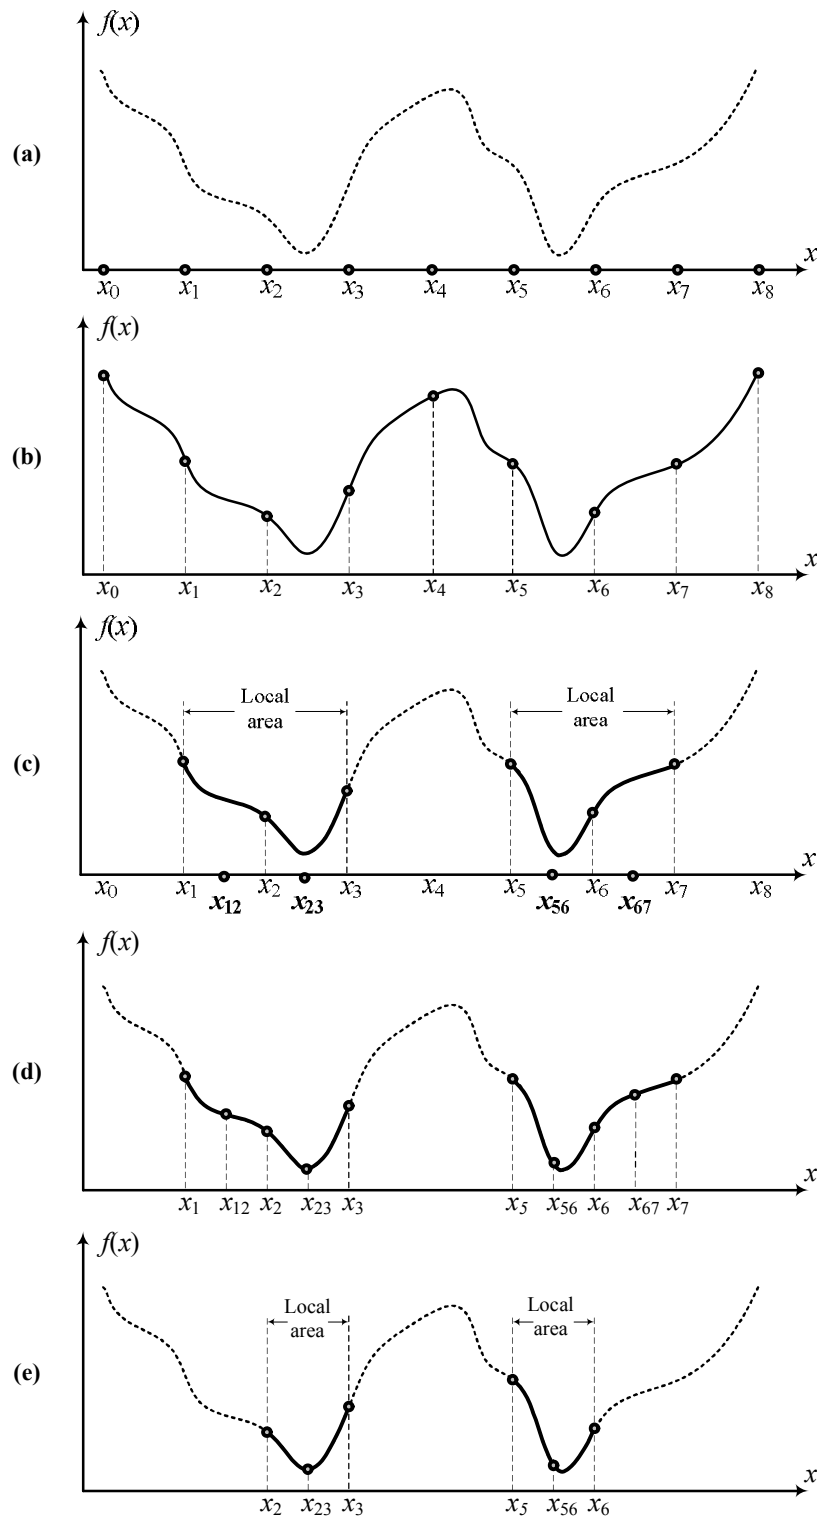 f(x)
(a)
x
x0 x1 x2 x3 x4 x5 x6 x7 x8
f(x)
(b)
x
x0 x1 x2 x3 x4 x5 x6 x7 x8
f(x)
Local area Local area
(c)
x
x0 x1 x2 x3 x4 x5 x6 x7 x8
x12 x23 x56 x67
f(x)
(d)
x
x1 x12 x2 x23 x3 x5 x56 x6 x67 x7
f(x)
Local area Local area
(e)
x
x2 x23 x3 x5 x56 x6